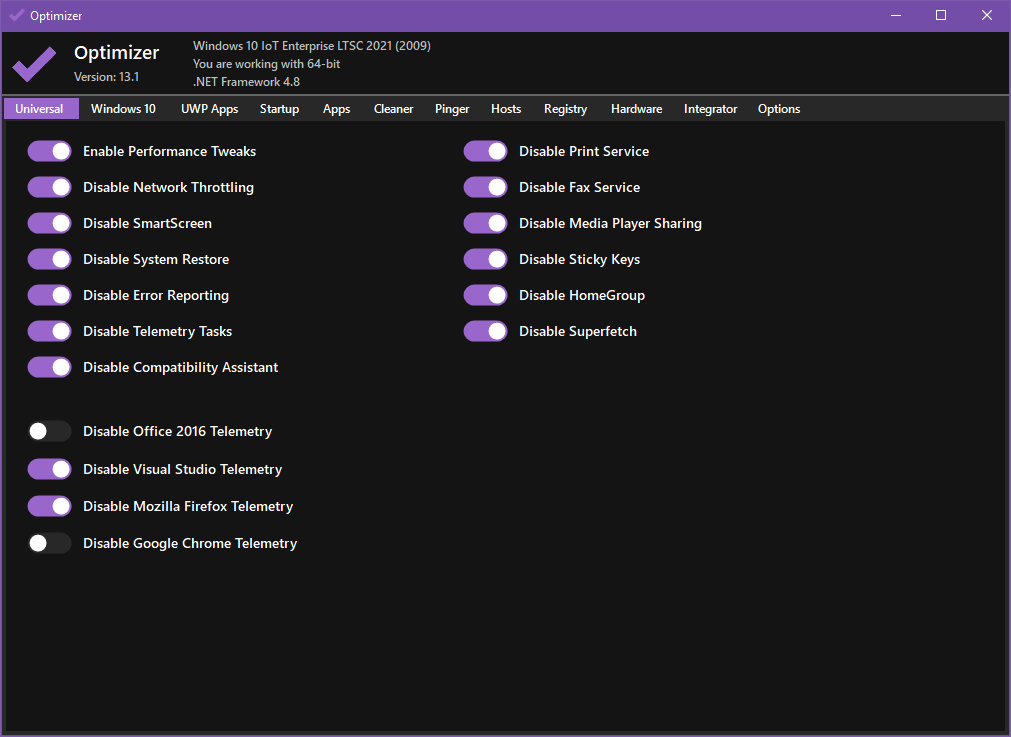 Optimizer
Optimizer
Version: 13.1
Windows 10 IoT Enterprise LTSC 2021 (2009)
You are working with 64-bit
.NET Framework 4.8
Universal Windows 10 UWP Apps Startup Apps Cleaner Pinger Hosts Registry Hardware Integrator Options
Enable Performance Tweaks
Disable Network Throttling
Disable SmartScreen
Disable System Restore
Disable Error Reporting
Disable Telemetry Tasks
Disable Compatibility Assistant
Disable Office 2016 Telemetry
Disable Visual Studio Telemetry
Disable Mozilla Firefox Telemetry
Disable Google Chrome Telemetry
Disable Print Service
Disable Fax Service
Disable Media Player Sharing
Disable Sticky Keys
Disable HomeGroup
Disable Superfetch